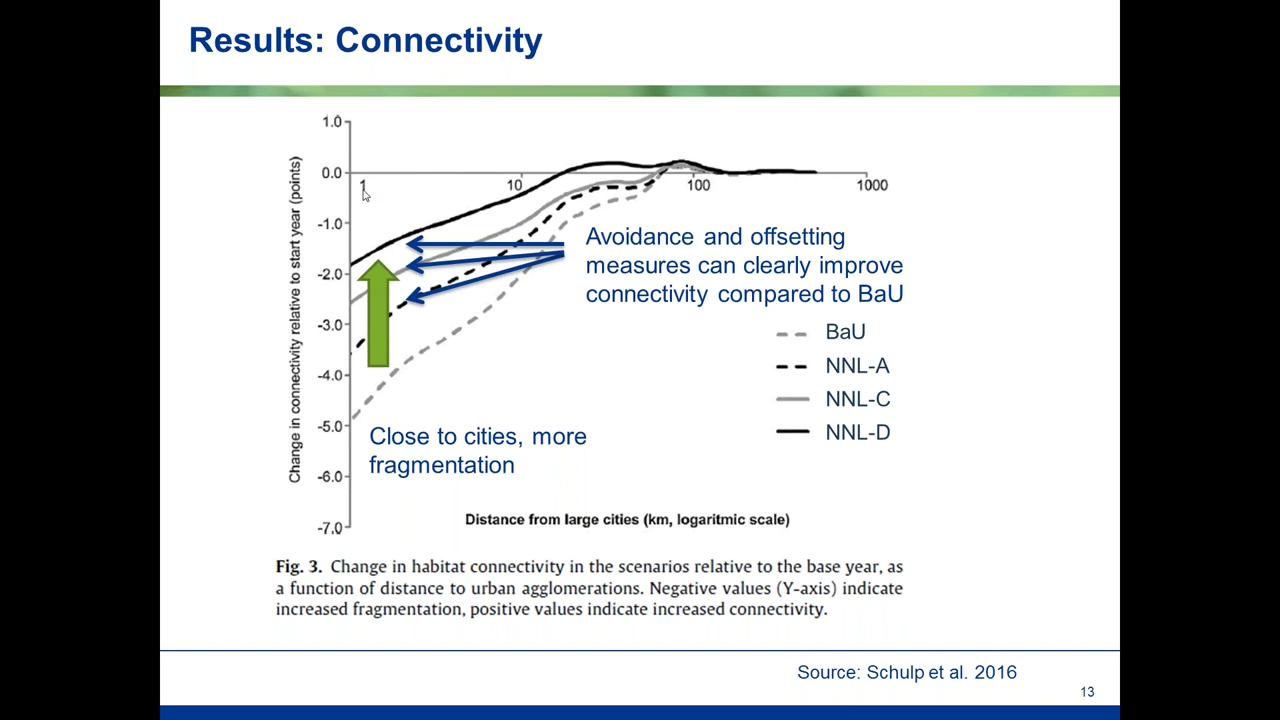 Results: Connectivity
Change in connectivity relative to start year (points)
1.0
0.0
-1.0
-2.0
-3.0
-4.0
-5.0
-6.0
-7.0
1
10
100
1000
Avoidance and offsetting
measures can clearly improve
connectivity compared to BaU
BaU
NNL-A
NNL-C
NNL-D
Close to cities, more
fragmentation
Distance from large cities (km, logaritmic scale)
Fig. 3. Change in habitat connectivity in the scenarios relative to the base year, as
a function of distance to urban agglomerations. Negative values (Y-axis) indicate
increased fragmentation, positive values indicate increased connectivity.
Source: Schulp et al. 2016
13